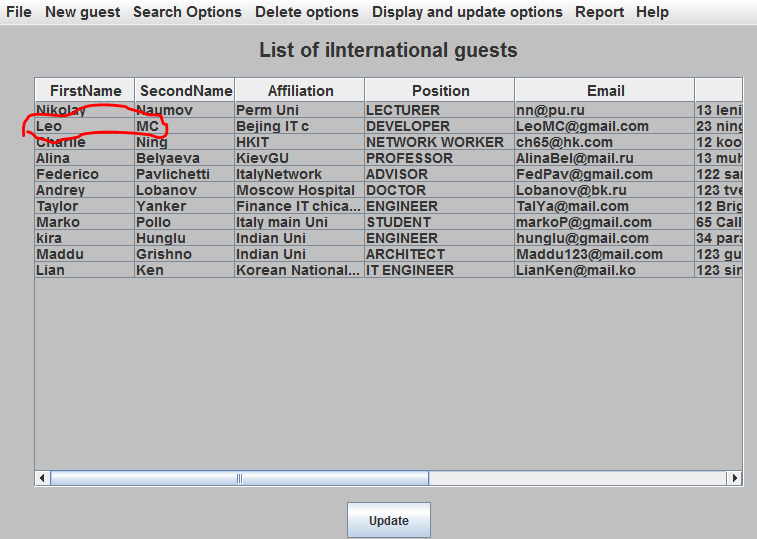 File New guest Search Options Delete options Display and update options Report Help
List of iInternational guests
FirstName SecondName Affiliation Position Email
Nikolay Naumov Perm Uni LECTURER nn@pu.ru 13 leni
Leo MC Bejing IT c DEVELOPER LeoMC@gmail.com 23 ning
Charlie Ning HKIT NETWORK WORKER ch65@hk.com 12 koo
Alina Belyaeva KievGU PROFESSOR AlinaBel@mail.ru 13 muh
Federico Pavlichetti ItalyNetwork ADVISOR FedPav@gmail.com 122 sar
Andrey Lobanov Moscow Hospital DOCTOR Lobanov@bk.ru 123 tve
Taylor Yanker Finance IT chica... ENGINEER TalYa@mail.com 12 Brig
Marko Pollo Italy main Uni STUDENT markoP@gmail.com 65 Call
kira Hunglu Indian Uni ENGINEER hunglu@gmail.com 34 para
Maddu Grishno Indian Uni ARCHITECT Maddu123@mail.com 123 gu
Lian Ken Korean National... IT ENGINEER LianKen@mail.ko 123 sin
Update